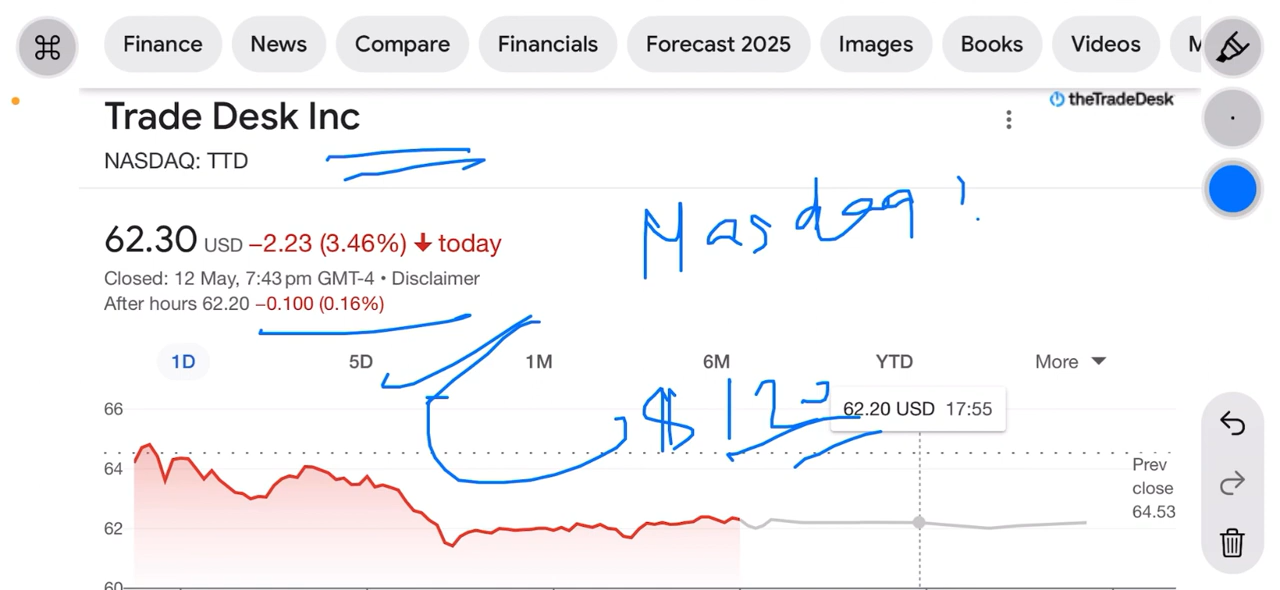 Finance News Compare Financials Forecast 2025 Images Books Videos
Trade Desk Inc
theTradeDesk
NASDAQ: TTD
Nasdaq
62.30 USD −2.23 (3.46%) today
Closed: 12 May, 7:43 pm GMT-4 • Disclaimer
After hours 62.20 −0.100 (0.16%)
1D 5D 1M 6M YTD More
$12
62.20 USD 17:55
66
64
62
60
Prev
close
64.53